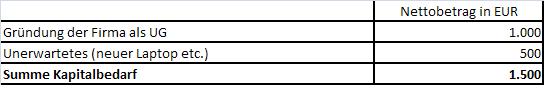 Nettobetrag in EUR
Gründung der Firma als UG 1.000
Unerwartetes (neuer Laptop etc.) 500
Summe Kapitalbedarf 1.500